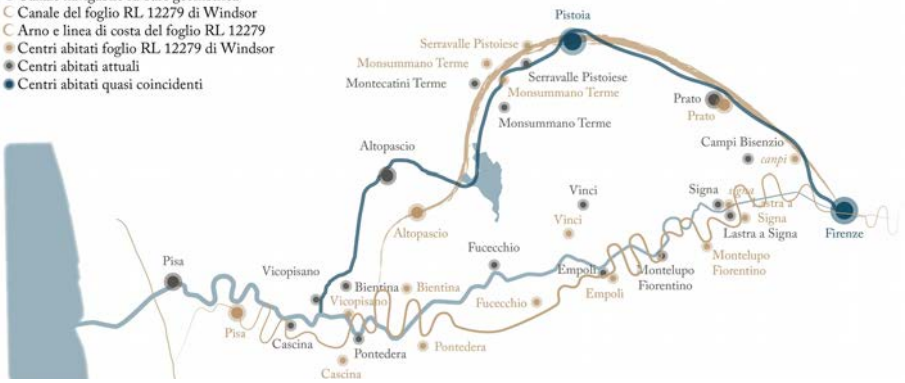 Canale del foglio RL 12279 di Windsor
Arno e linea di costa del foglio RL 12279
Centri abitati foglio RL 12279 di Windsor
Centri abitati attuali
Centri abitati quasi coincidenti
Pistoia
Serravalle Pistoiese
Monsummano Terme
Montecatini Terme
Serravalle Pistoiese
Monsummano Terme
Monsummano Terme
Prato
Prato
Campi Bisenzio
canpi
Altopascio
Altopascio
Vinci
Vinci
Signa
signa
Lastra a
Signa
Lastra a Signa
Firenze
Fucecchio
Fucecchio
Empoli
Empoli
Montelupo
Fiorentino
Montelupo
Fiorentino
Pisa
Pisa
Vicopisano
Vicopisano
Bientina
Bientina
Cascina
Cascina
Pontedera
Pontedera